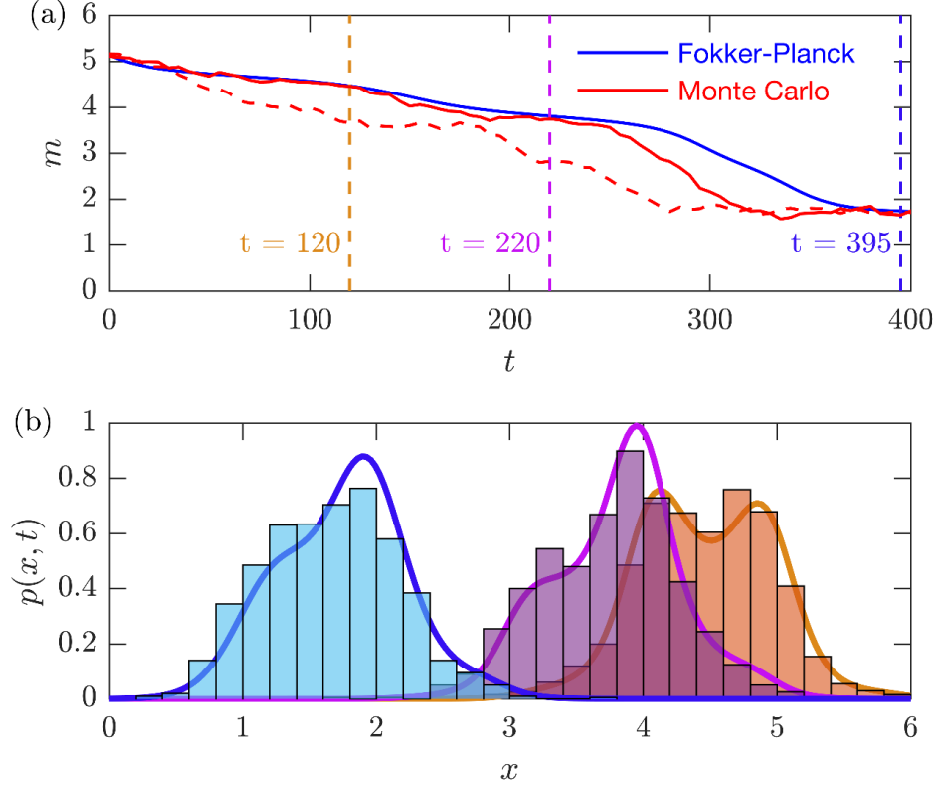 (a)
6
5
4
3
2
1
0
m
Fokker-Planck
Monte Carlo
t = 120
t = 220
t = 395
0 100 200 300 400
t
(b)
1
0.8
0.6
0.4
0.2
0
p(x, t)
0 1 2 3 4 5 6
x